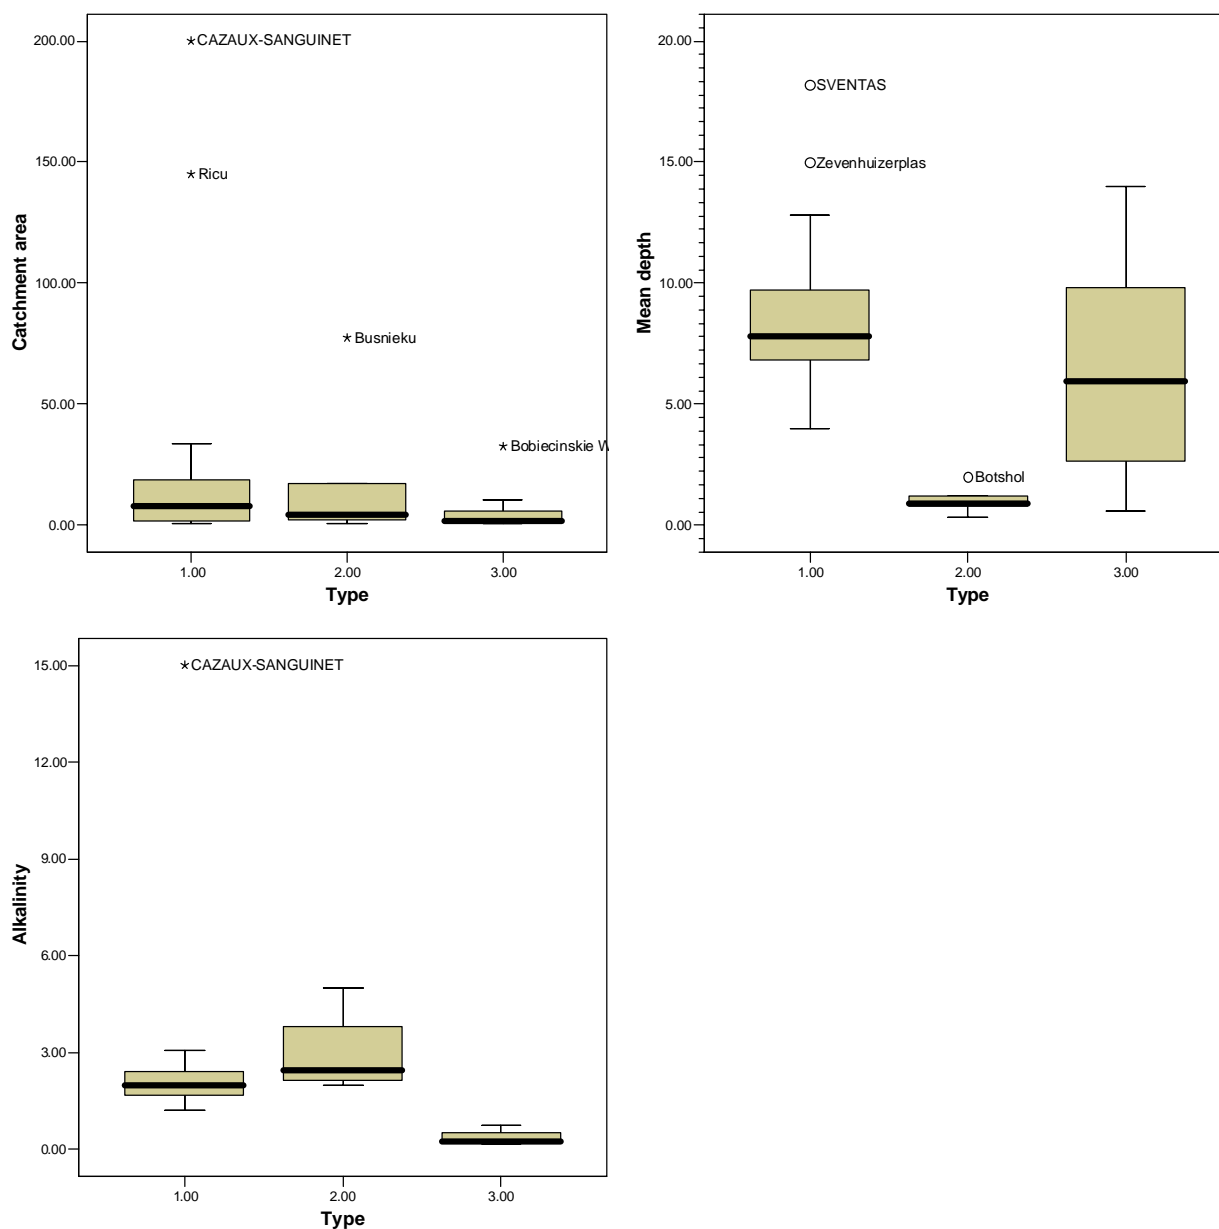 200.00
150.00
100.00
50.00
0.00
Catchment area
CAZAUX-SANGUINET
Ricu
Busnieku
Bobiecinskie W
1.00
2.00
3.00
Type
20.00
15.00
10.00
5.00
0.00
Mean depth
SVENTAS
Zevenhuizerplas
Botshol
1.00
2.00
3.00
Type
15.00
12.00
9.00
6.00
3.00
0.00
Alkalinity
CAZAUX-SANGUINET
1.00
2.00
3.00
Type